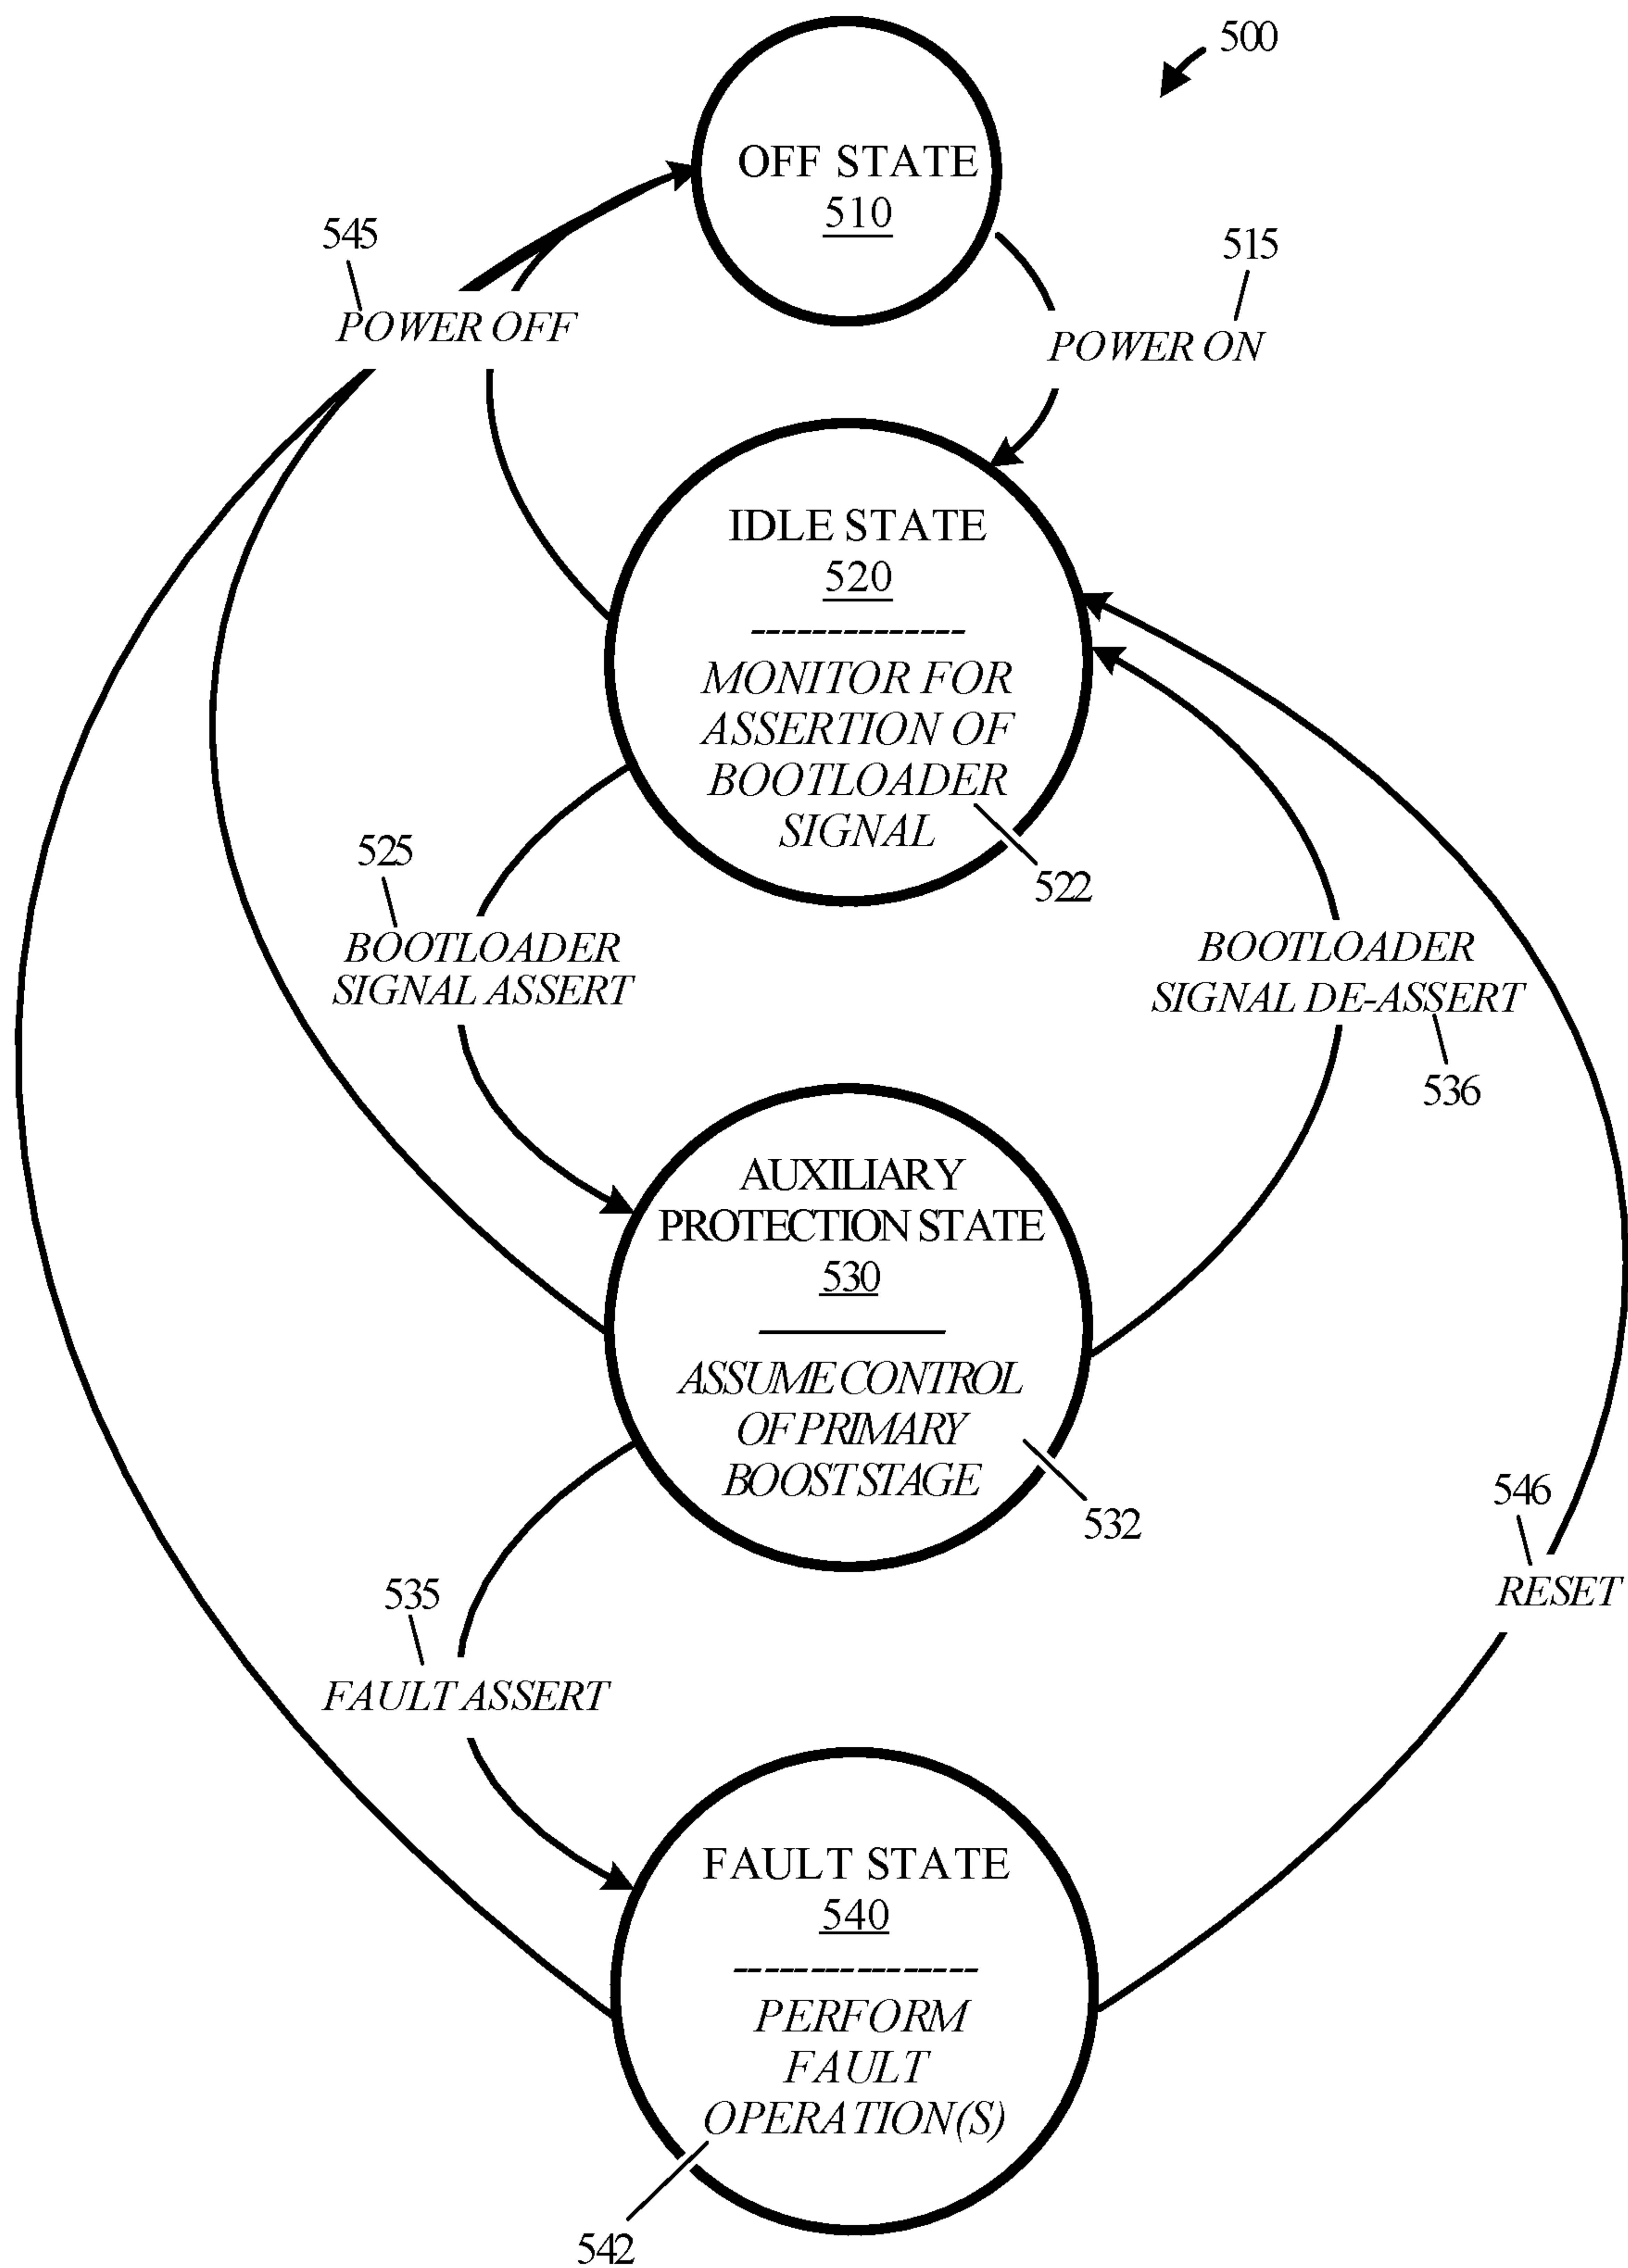 500
OFF STATE
510
545
515
POWER OFF
POWER ON
IDLE STATE
520
MONITOR FOR
ASSERTION OF
BOOTLOADER
SIGNAL
522
525
BOOTLOADER
SIGNAL ASSERT
BOOTLOADER
SIGNAL DE-ASSERT
536
AUXILIARY
PROTECTION STATE
530
ASSUME CONTROL
OF PRIMARY
BOOST STAGE
532
546
RESET
535
FAULT ASSERT
FAULT STATE
540
PERFORM
FAULT
OPERATION(S)
542